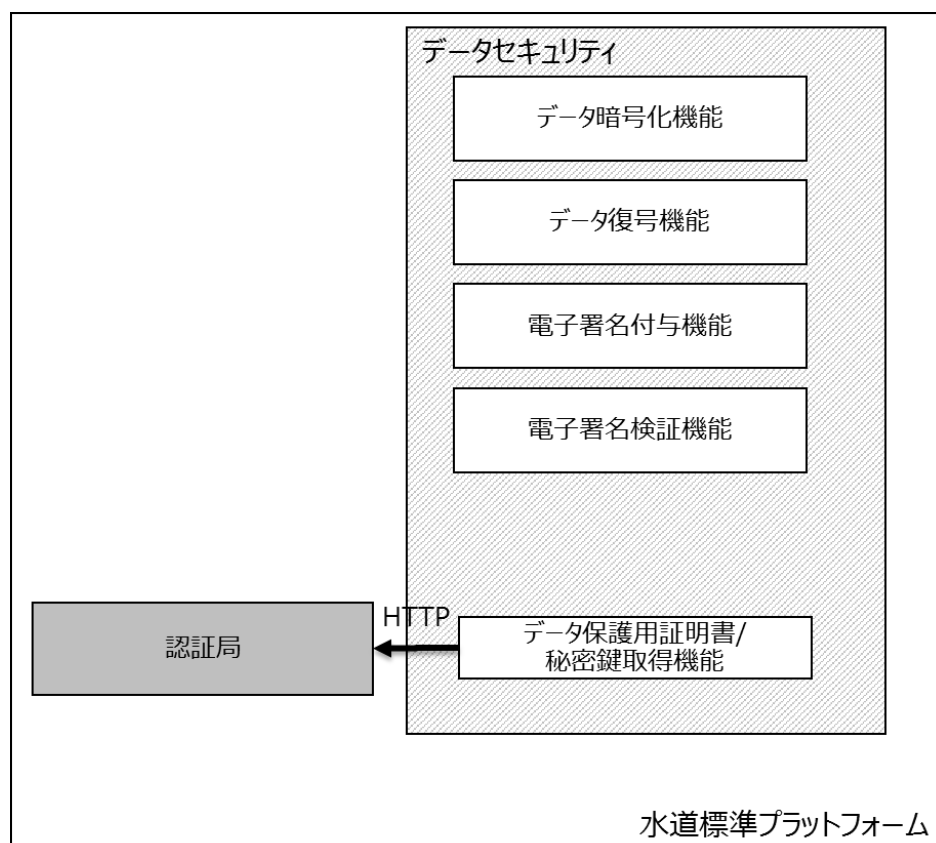 データセキュリティ
データ暗号化機能
データ復号機能
電子署名付与機能
電子署名検証機能
HTTP
認証局
データ保護用証明書/
秘密鍵取得機能
水道標準プラットフォーム